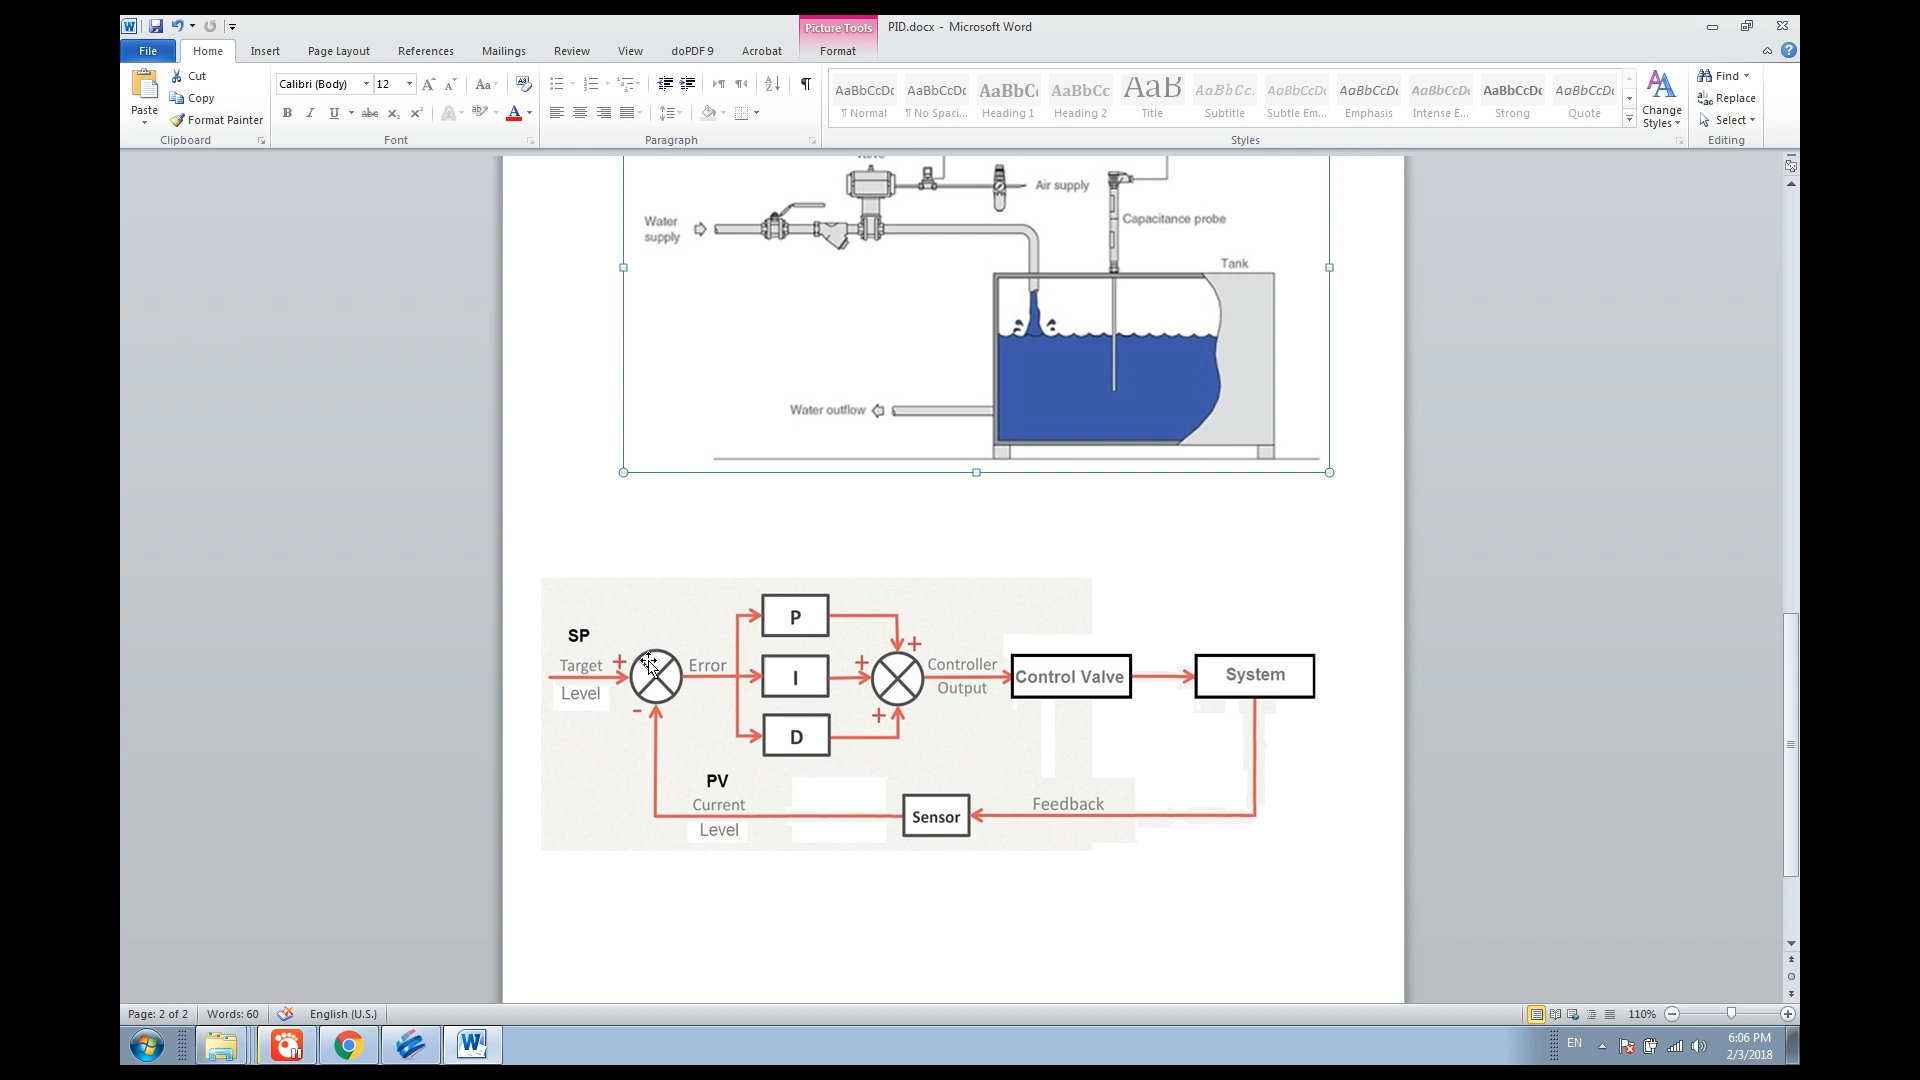 Picture Tools
PID.docx - Microsoft Word
File
Home
Insert
Page Layout
References
Mailings
Review
View
doPDF 9
Acrobat
Format
Paste
Cut
Copy
Format Painter
Clipboard
Calibri (Body)
12
Font
Paragraph
AaBbCcDc
¶ Normal
AaBbCcDc
¶ No Spaci...
AaBbC
Heading 1
AaBbCc
Heading 2
AaB
Title
AaBbCc.
Subtitle
AaBbCcDc
Subtle Em...
AaBbCcDc
Emphasis
AaBbCcDc
Intense E...
AaBbCcDc
Strong
AaBbCcDc
Quote
Styles
Change
Styles
Find
Replace
Select
Editing
Air supply
Water
supply
Capacitance probe
Tank
Water outflow
SP
Target
Level
+
-
Error
P
I
D
+
+
+
Controller
Output
Control Valve
System
PV
Current
Level
Sensor
Feedback
Page: 2 of 2
Words: 60
English (U.S.)
110%
EN
6:06 PM
2/3/2018